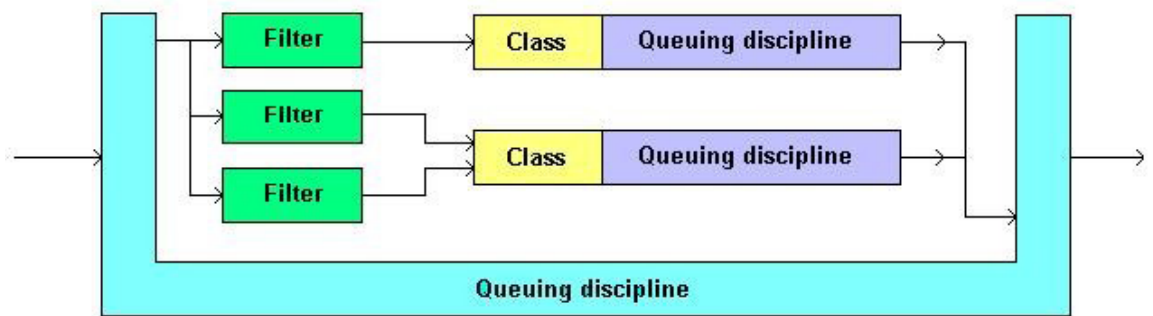 Filter
Class
Queuing discipline
Filter
Class
Queuing discipline
Filter
Queuing discipline